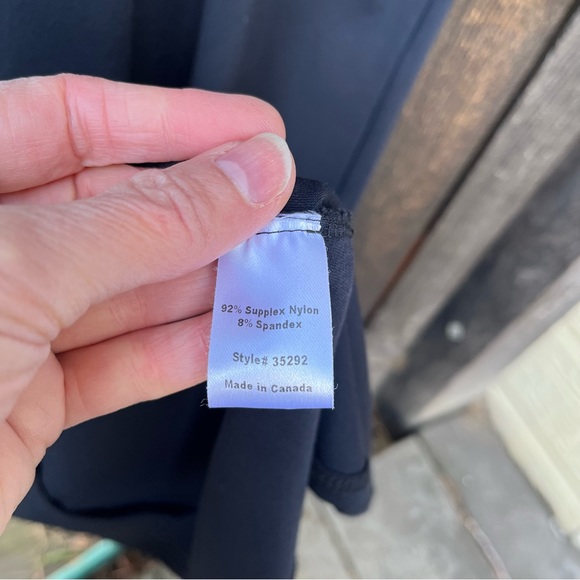 92% Supplex Nylon
8% Spandex
Style# 35292
Made in Canada